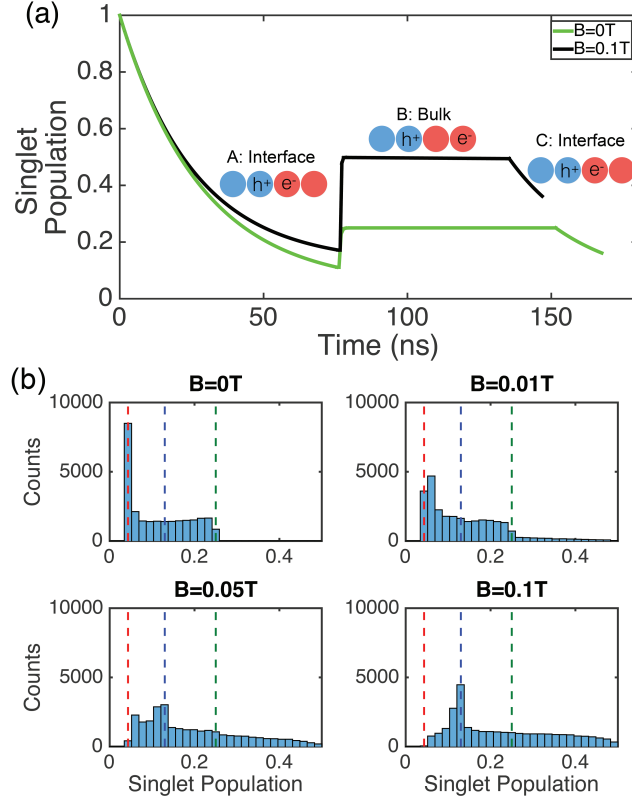 (a)
B=0T
B=0.1T
Singlet
Population
1
0.8
0.6
0.4
0.2
0
A: Interface
h+ e-
B: Bulk
h+ e-
C: Interface
h+ e-
0 50 100 150
Time (ns)
(b)
B=0T
Counts
10000
5000
0
0 0.2 0.4
B=0.01T
10000
5000
0
0 0.2 0.4
B=0.05T
Counts
10000
5000
0
0 0.2 0.4
Singlet Population
B=0.1T
10000
5000
0
0 0.2 0.4
Singlet Population